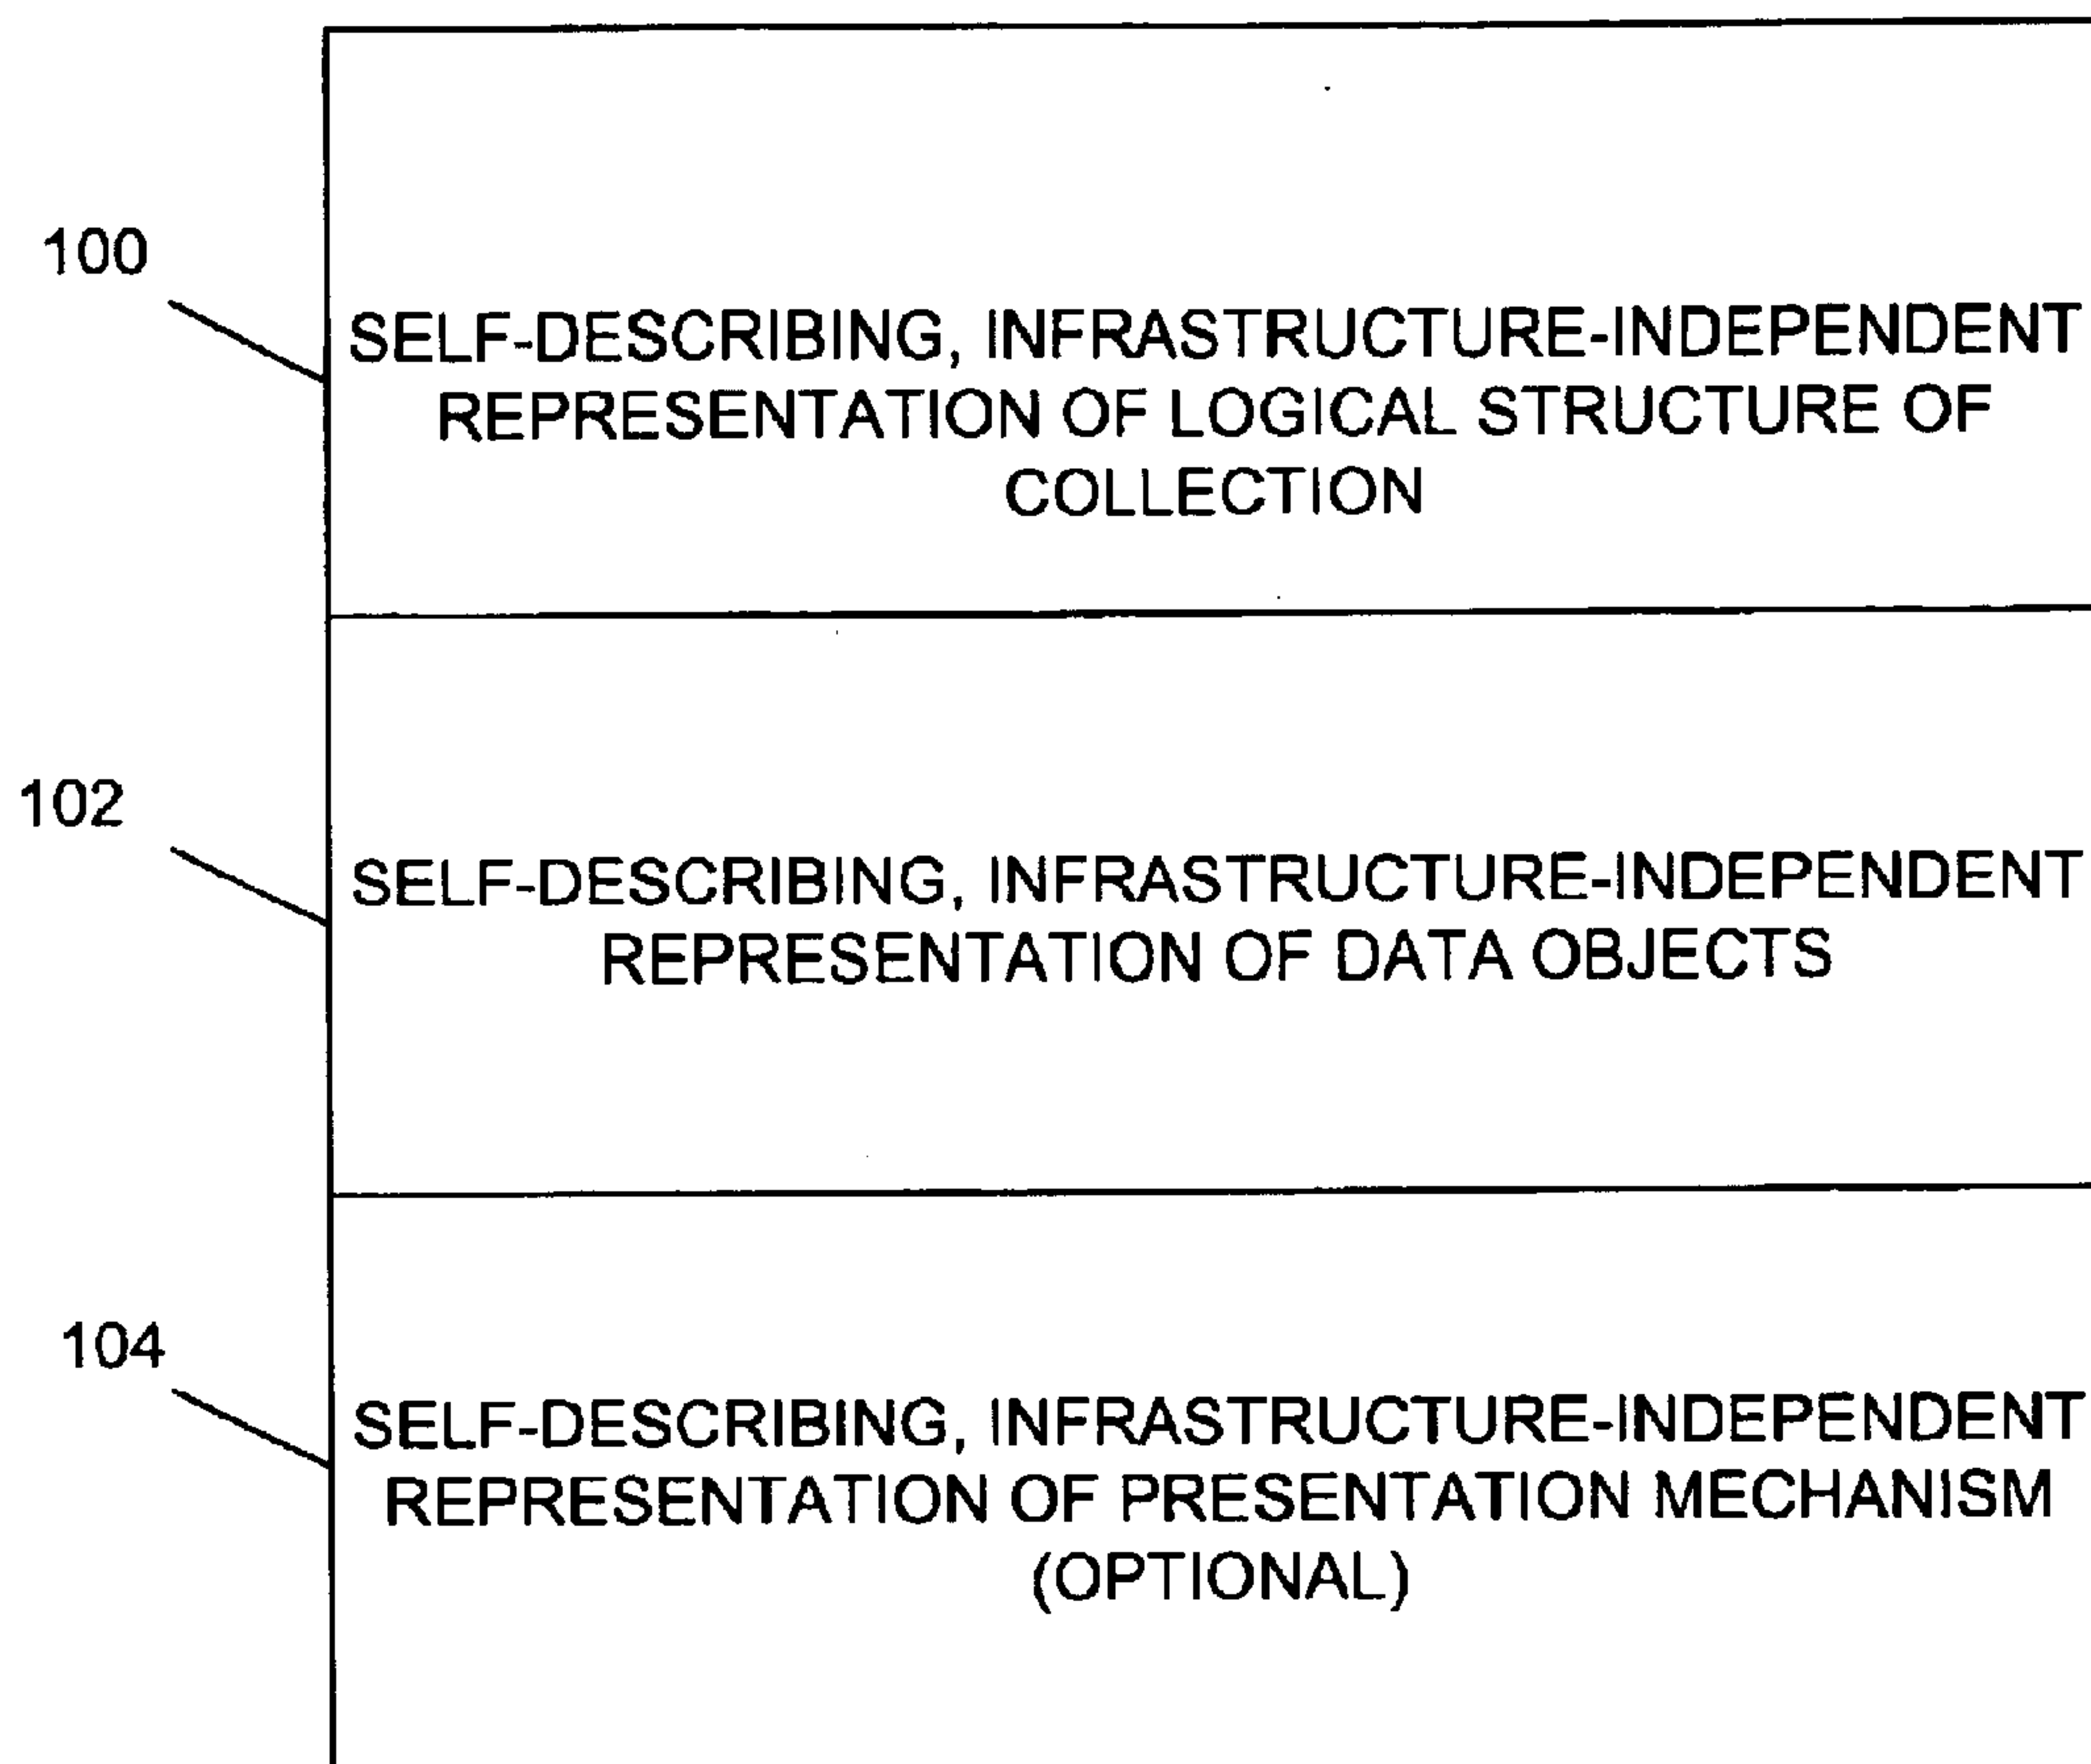 100
SELF-DESCRIBING, INFRASTRUCTURE-INDEPENDENT
REPRESENTATION OF LOGICAL STRUCTURE OF
COLLECTION
102
SELF-DESCRIBING, INFRASTRUCTURE-INDEPENDENT
REPRESENTATION OF DATA OBJECTS
104
SELF-DESCRIBING, INFRASTRUCTURE-INDEPENDENT
REPRESENTATION OF PRESENTATION MECHANISM
(OPTIONAL)